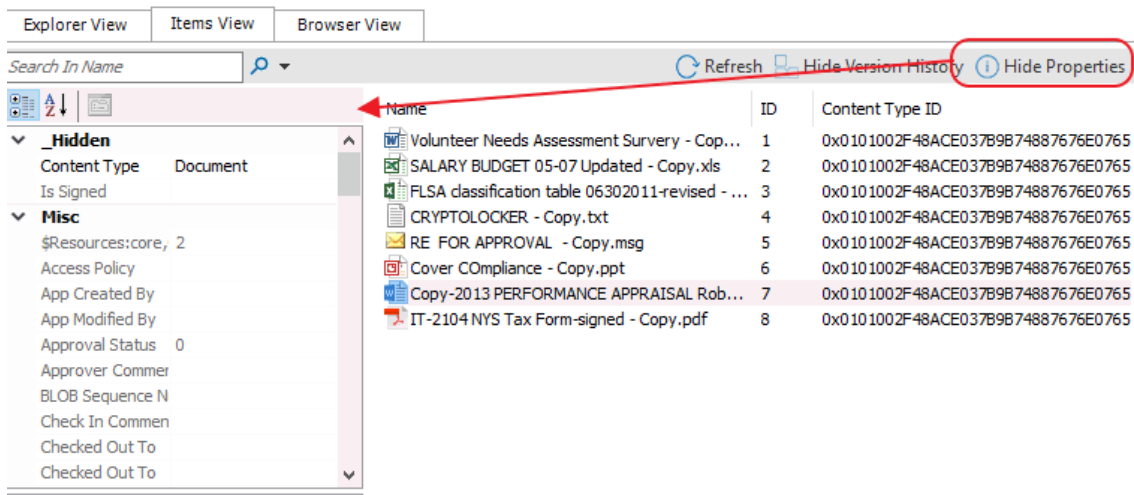 Explorer View Items View Browser View
Search In Name Refresh Hide Version History Hide Properties
Name ID Content Type ID
_Hidden
Content Type Document
Is Signed
Misc
$Resources:core, 2
Access Policy
App Created By
App Modified By
Approval Status 0
Approver Commer
BLOB Sequence N
Check In Commen
Checked Out To
Checked Out To
Volunteer Needs Assessment Survery - Cop... 1 0x0101002F48ACE037B9B74887676E0765
SALARY BUDGET 05-07 Updated - Copy.xls 2 0x0101002F48ACE037B9B74887676E0765
FLSA classification table 06302011-revised - ... 3 0x0101002F48ACE037B9B74887676E0765
CRYPTOLOCKER - Copy.txt 4 0x0101002F48ACE037B9B74887676E0765
RE FOR APPROVAL - Copy.msg 5 0x0101002F48ACE037B9B74887676E0765
Cover COmpliance - Copy.ppt 6 0x0101002F48ACE037B9B74887676E0765
Copy-2013 PERFORMANCE APPRAISAL Rob... 7 0x0101002F48ACE037B9B74887676E0765
IT-2104 NYS Tax Form-signed - Copy.pdf 8 0x0101002F48ACE037B9B74887676E0765